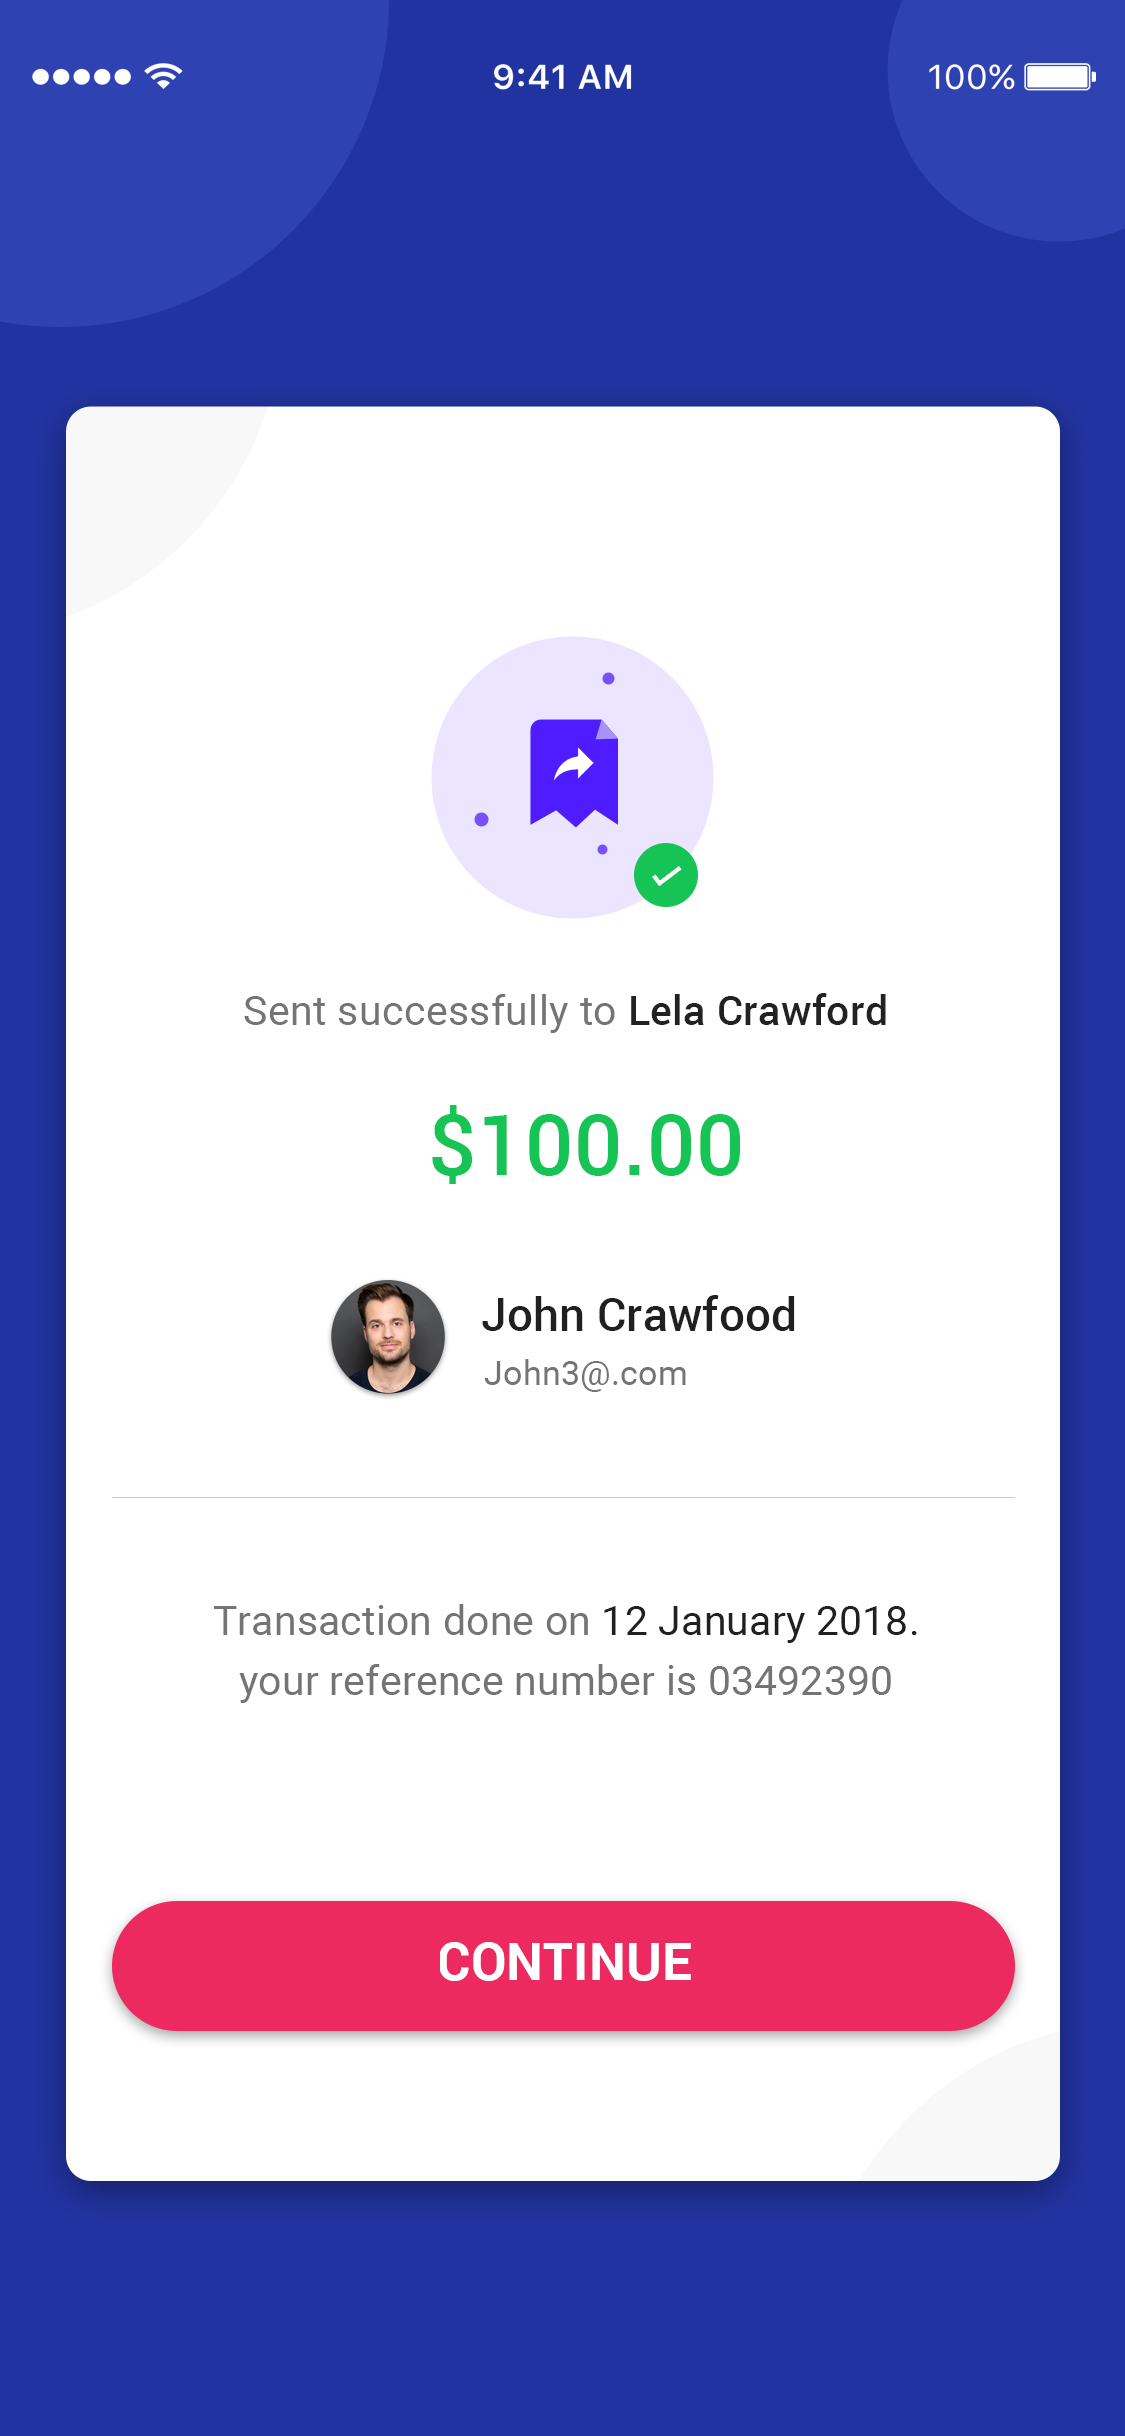 9:41 AM
100%
Sent successfully to Lela Crawford
$100.00
John Crawfood
John3@.com
Transaction done on 12 January 2018.
your reference number is 03492390
CONTINUE